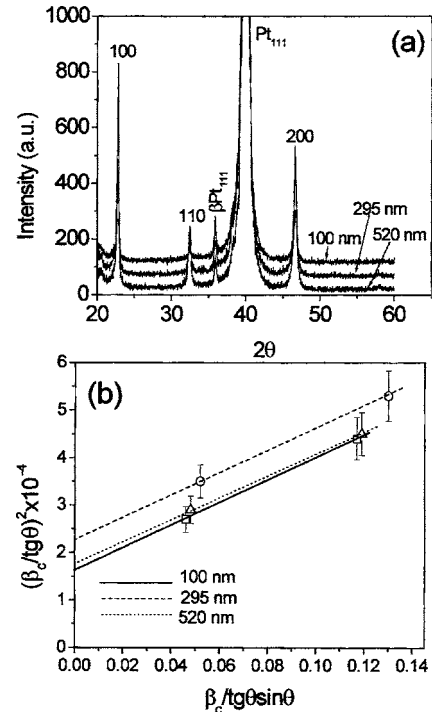 (a)
1000
800
600
400
200
0
Intensity (a.u.)
100
110
βPt₁₁₁
Pt₁₁₁
200
295 nm
100 nm
520 nm
20
30
40
50
60
2θ
(b)
6
5
4
3
2
1
0
(β_c/tgθ)²x10⁻⁴
100 nm
295 nm
520 nm
0.00
0.02
0.04
0.06
0.08
0.10
0.12
0.14
β_c/tgθsinθ